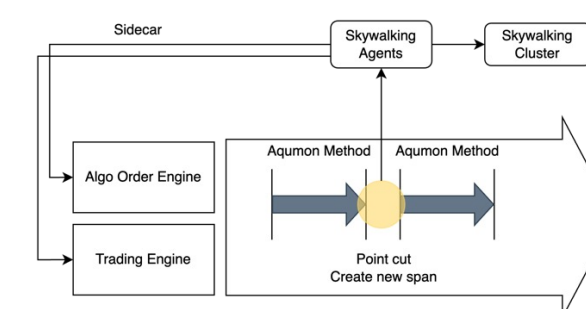 Sidecar
Skywalking
Agents
Skywalking
Cluster
Aqumon Method
Aqumon Method
Algo Order Engine
Trading Engine
Point cut
Create new span